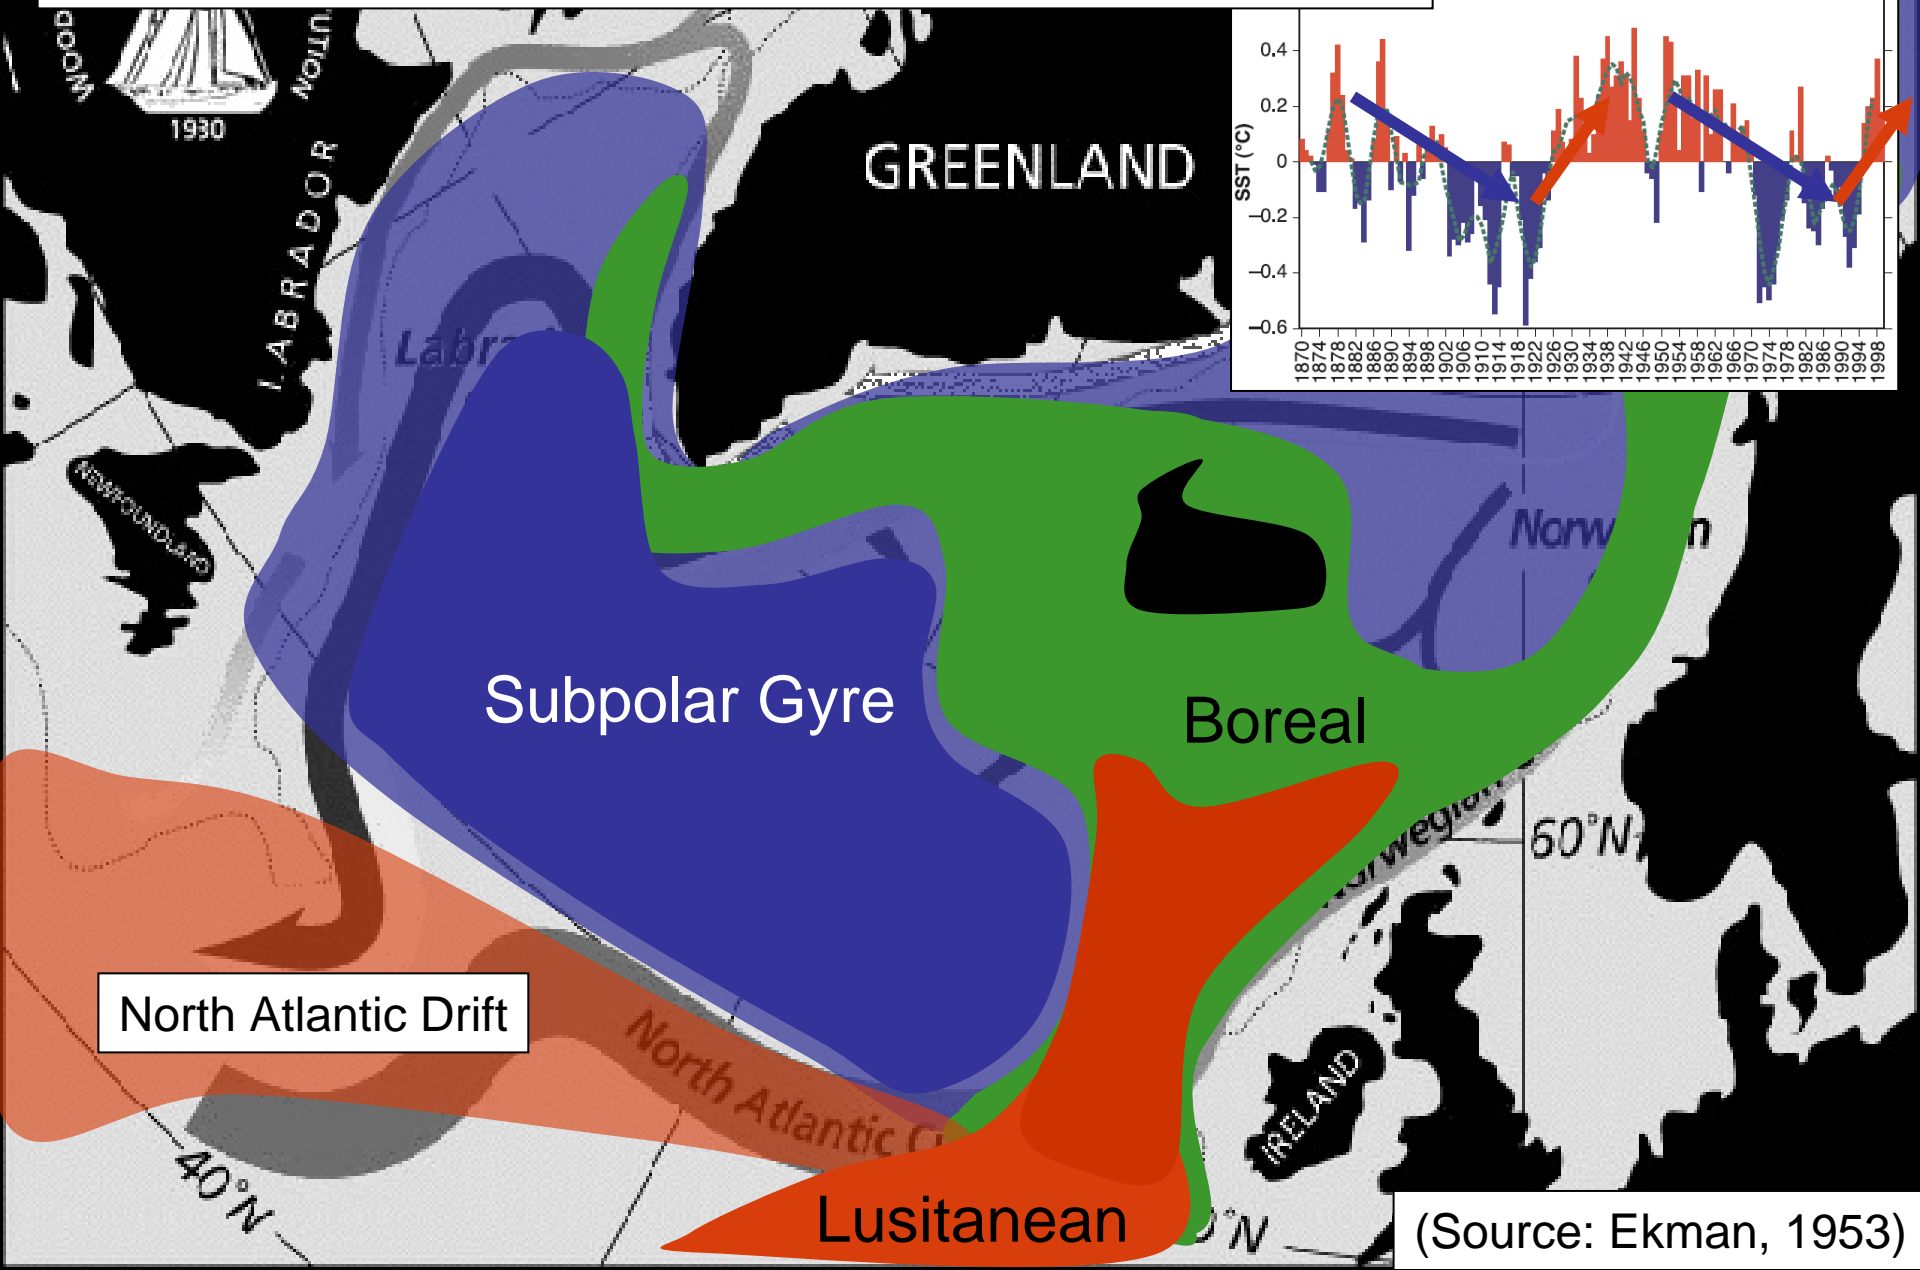 1930
LABRADOR
GREENLAND
SST (°C)
0.4
0.2
0
−0.2
−0.4
−0.6
1870 1874 1878 1882 1886 1890 1894 1898 1902 1906 1910 1914 1918 1922 1926 1930 1934 1938 1942 1946 1950 1954 1958 1962 1966 1970 1974 1978 1982 1986 1990 1994 1998
NEWFOUNDLAND
Subpolar Gyre
Boreal
60°N
North Atlantic Drift
North Atlantic
IRELAND
40°N
Lusitanean
(Source: Ekman, 1953)